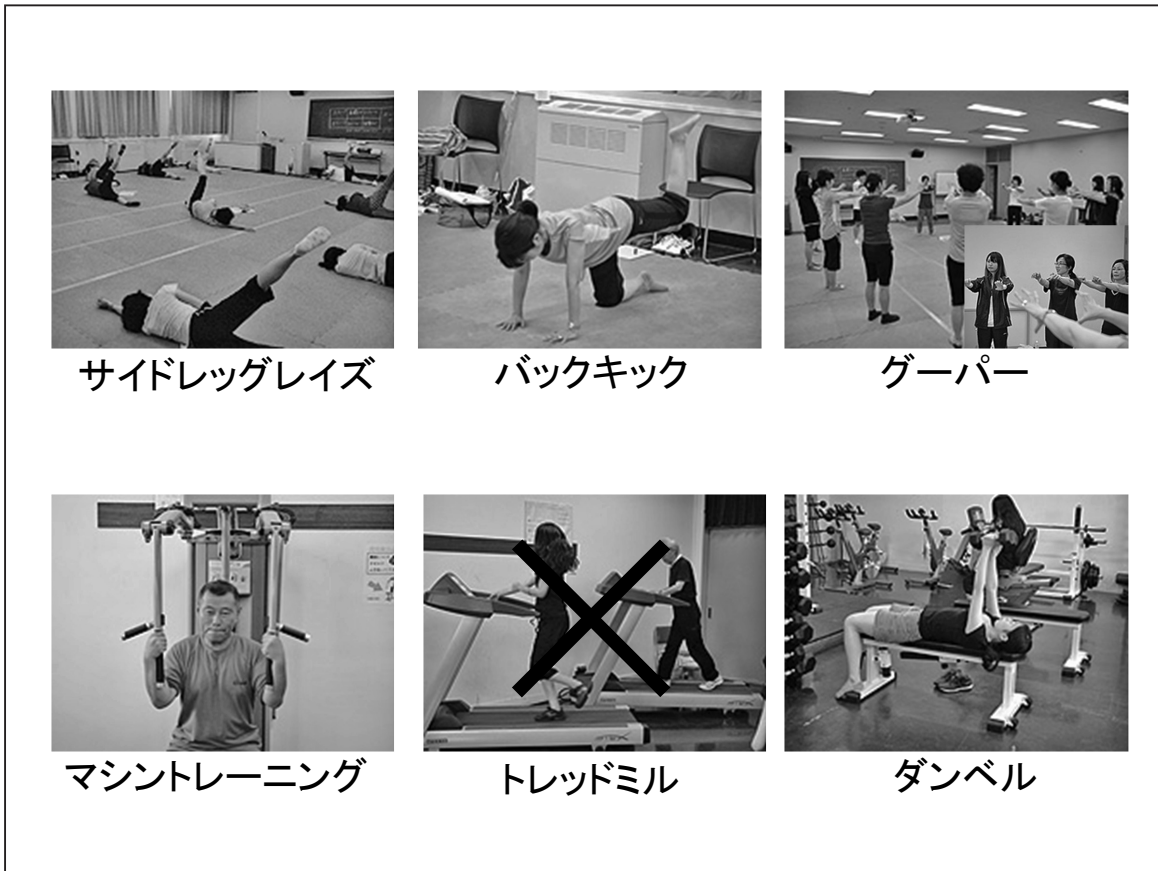 サイドレッグレイズ
バックキック
グーパー
マシントレーニング
トレッドミル
ダンベル